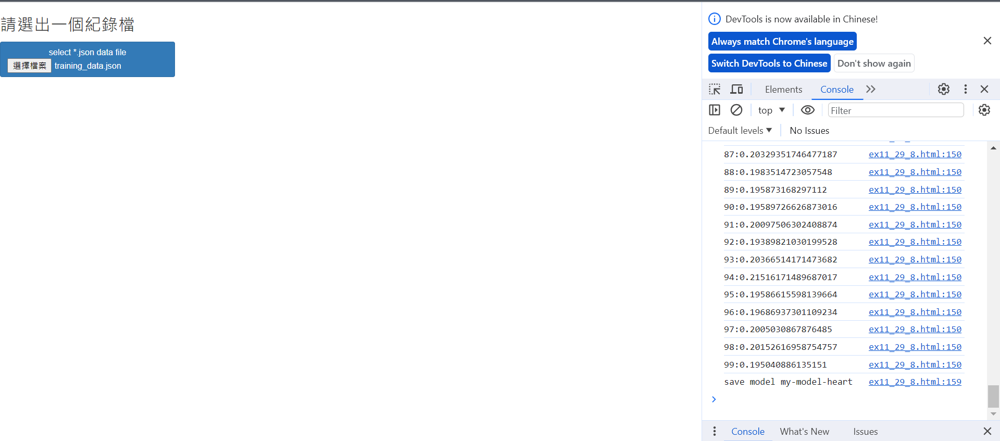 請選出一個紀錄檔
select *.json data file
選擇檔案 training_data.json
DevTools is now available in Chinese!
Always match Chrome's language
Switch DevTools to Chinese Don't show again
Elements Console
top Filter
Default levels No Issues
87:0.20329351746477187 ex11_29_8.html:150
88:0.1983514723057548 ex11_29_8.html:150
89:0.195873168297112 ex11_29_8.html:150
90:0.19589726626873016 ex11_29_8.html:150
91:0.20097506302408874 ex11_29_8.html:150
92:0.19389821030199528 ex11_29_8.html:150
93:0.20366514171473682 ex11_29_8.html:150
94:0.21516171489687017 ex11_29_8.html:150
95:0.19586615598139664 ex11_29_8.html:150
96:0.19686937301109234 ex11_29_8.html:150
97:0.2005030867876485 ex11_29_8.html:150
98:0.20152616958754757 ex11_29_8.html:150
99:0.195040886135151 ex11_29_8.html:150
save model my-model-heart ex11_29_8.html:159
Console What's New Issues